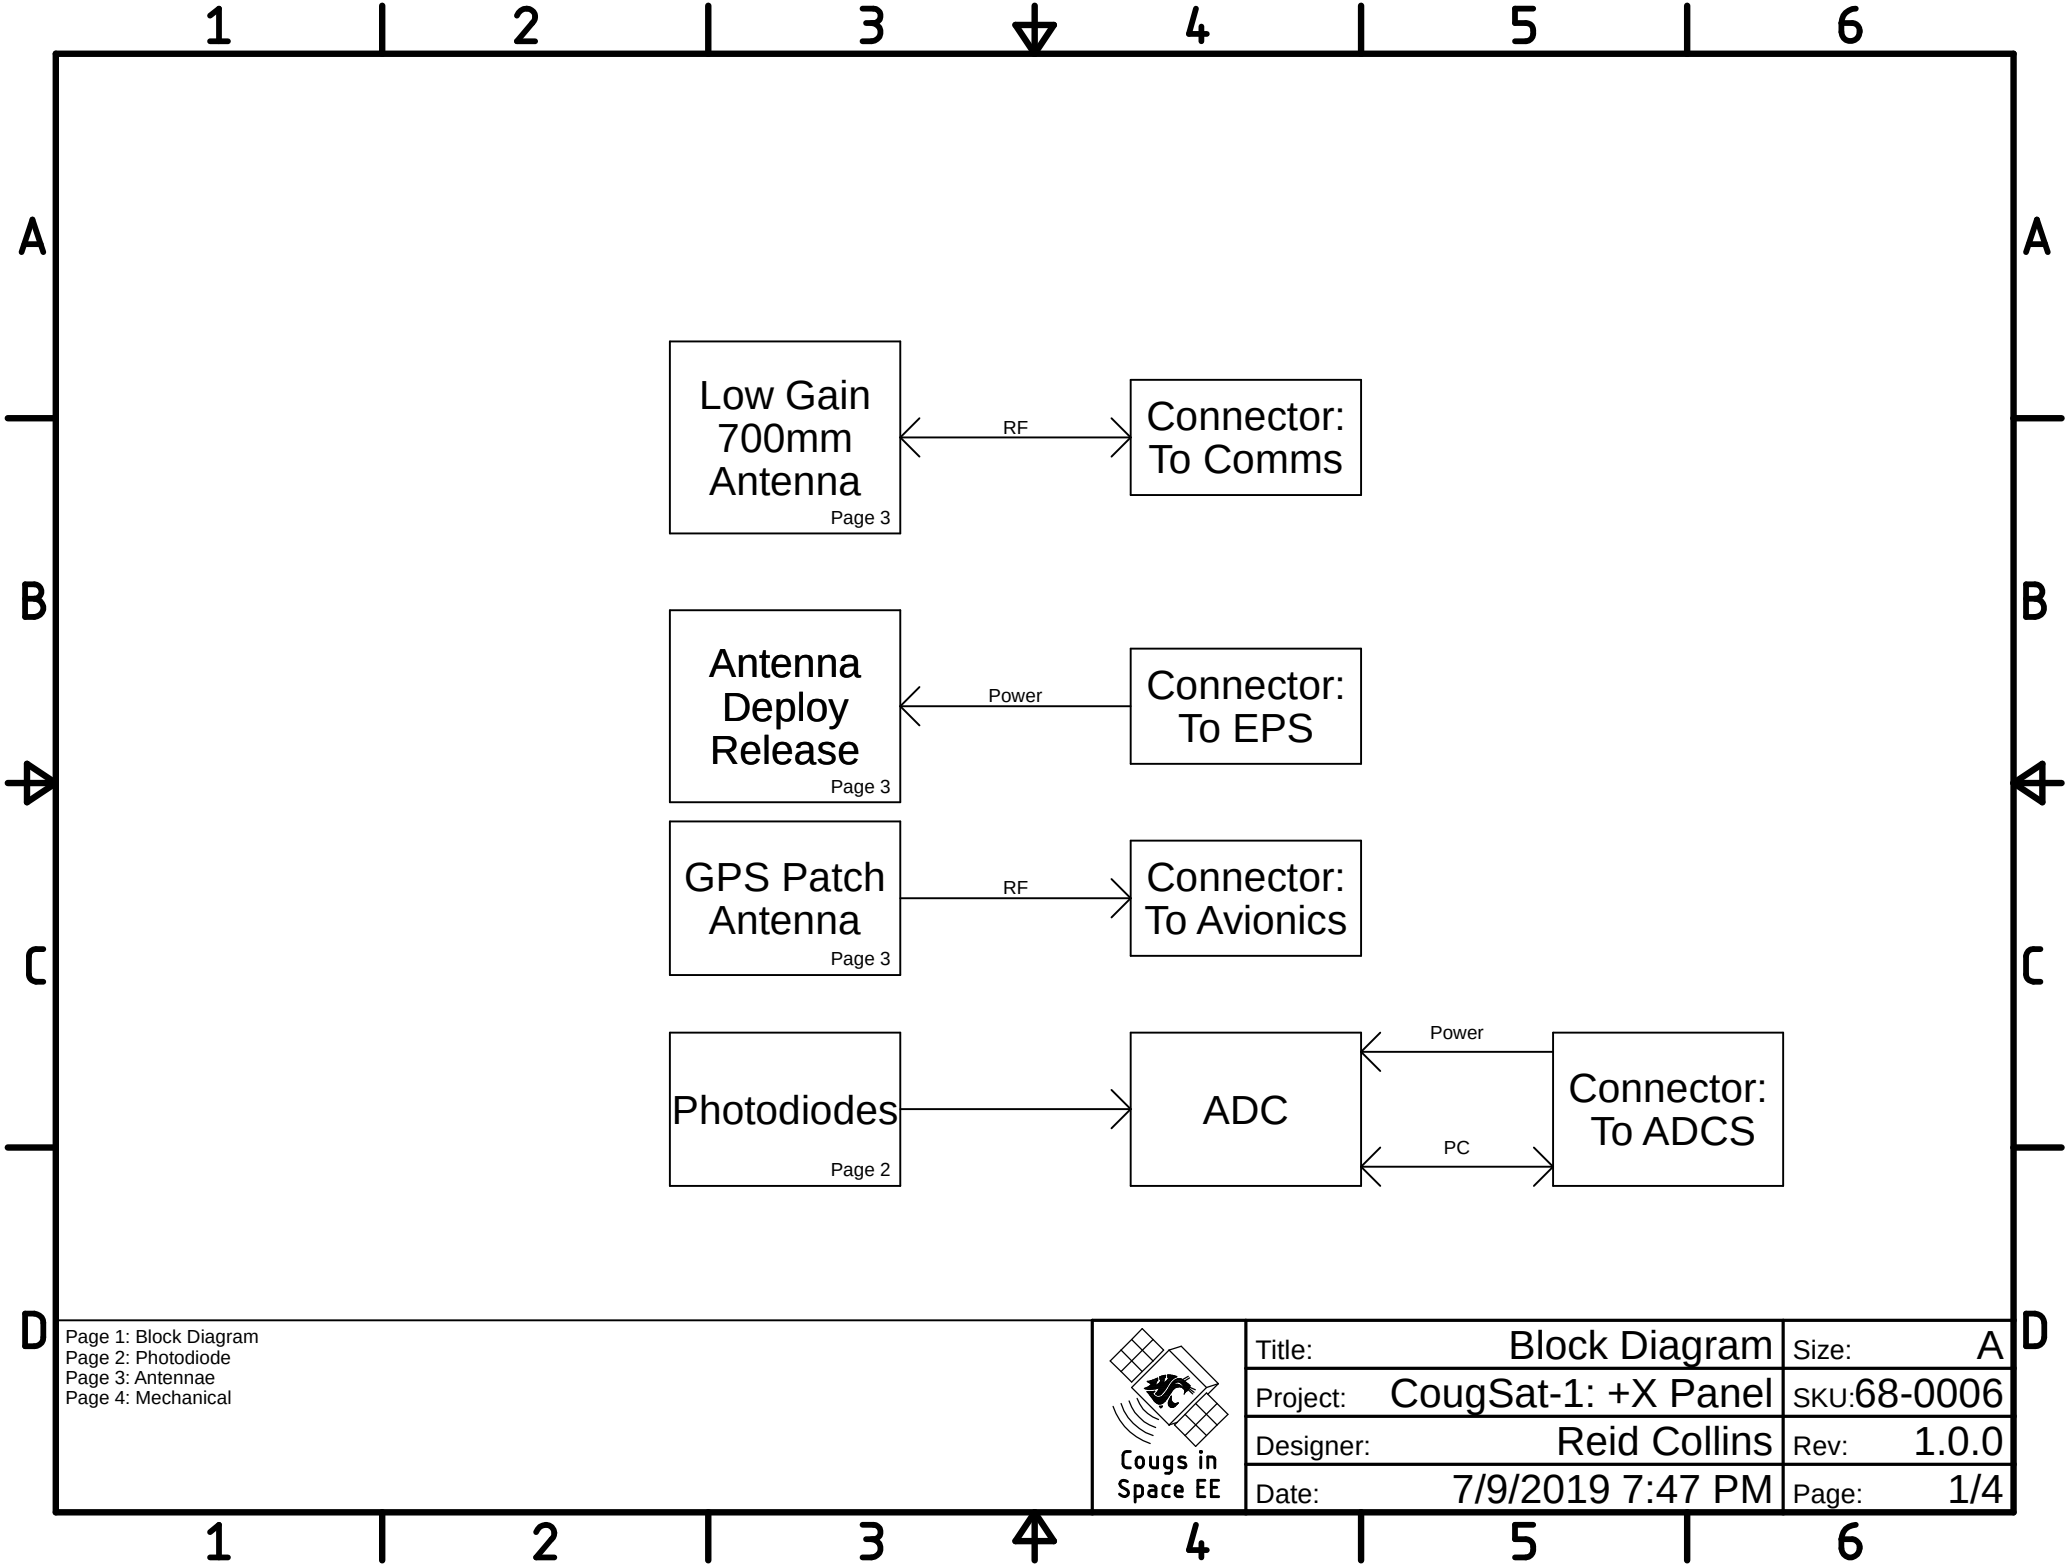 1 2 3 4 5 6
A A
Low Gain
700mm
Antenna
Page 3
RF
Connector:
To Comms
B B
Antenna
Deploy
Release
Page 3
Power
Connector:
To EPS
GPS Patch
Antenna
Page 3
RF
Connector:
To Avionics
C C
Photodiodes
Page 2
ADC
Power
PC
Connector:
To ADCS
D D
Page 1: Block Diagram
Page 2: Photodiode
Page 3: Antennae
Page 4: Mechanical
Cougs in
Space EE
Title: Block Diagram Size: A
Project: CougSat-1: +X Panel SKU: 68-0006
Designer: Reid Collins Rev: 1.0.0
Date: 7/9/2019 7:47 PM Page: 1/4
1 2 3 4 5 6